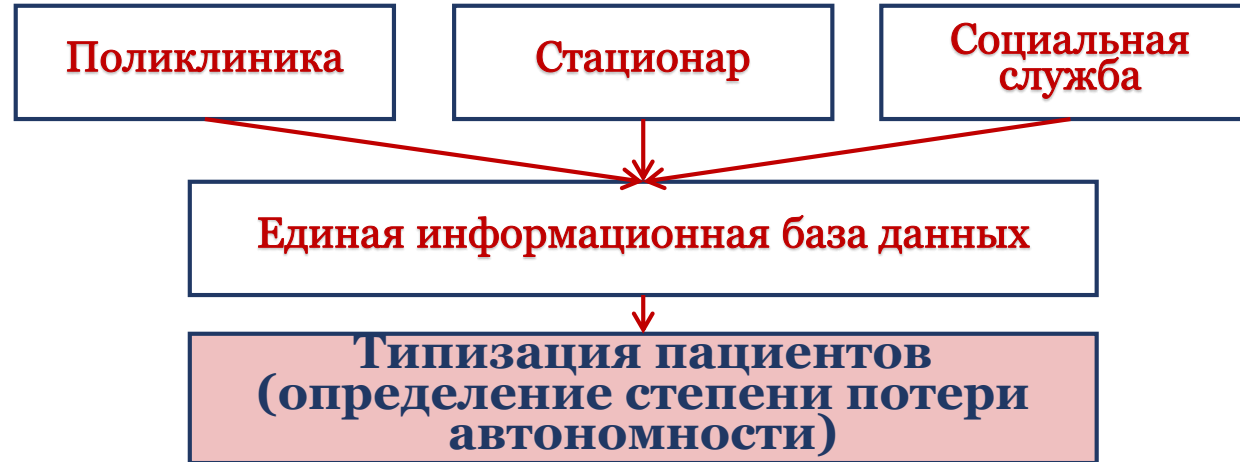 Поликлиника
Стационар
Социальная
служба
Единая информационная база данных
Типизация пациентов
(определение степени потери
автономности)